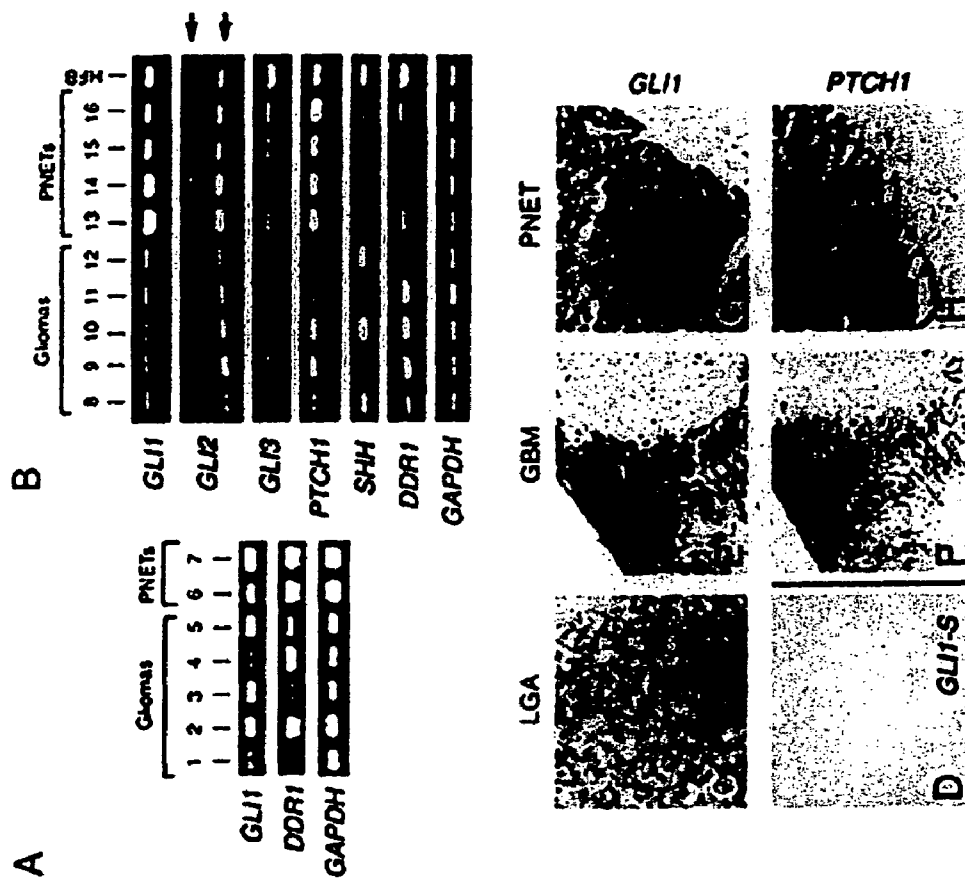 A
Gliomas PNETs
1 2 3 4 5 6 7
GLI1
DDR1
GAPDH
B
Gliomas PNETs
8 9 10 11 12 13 14 15 16
GLI1
GLI2
GLI3
PTCH1
SHH
DDR1
GAPDH
LGA GBM PNET
GLI1
C E G
PTCH1
D GLI1-S F H